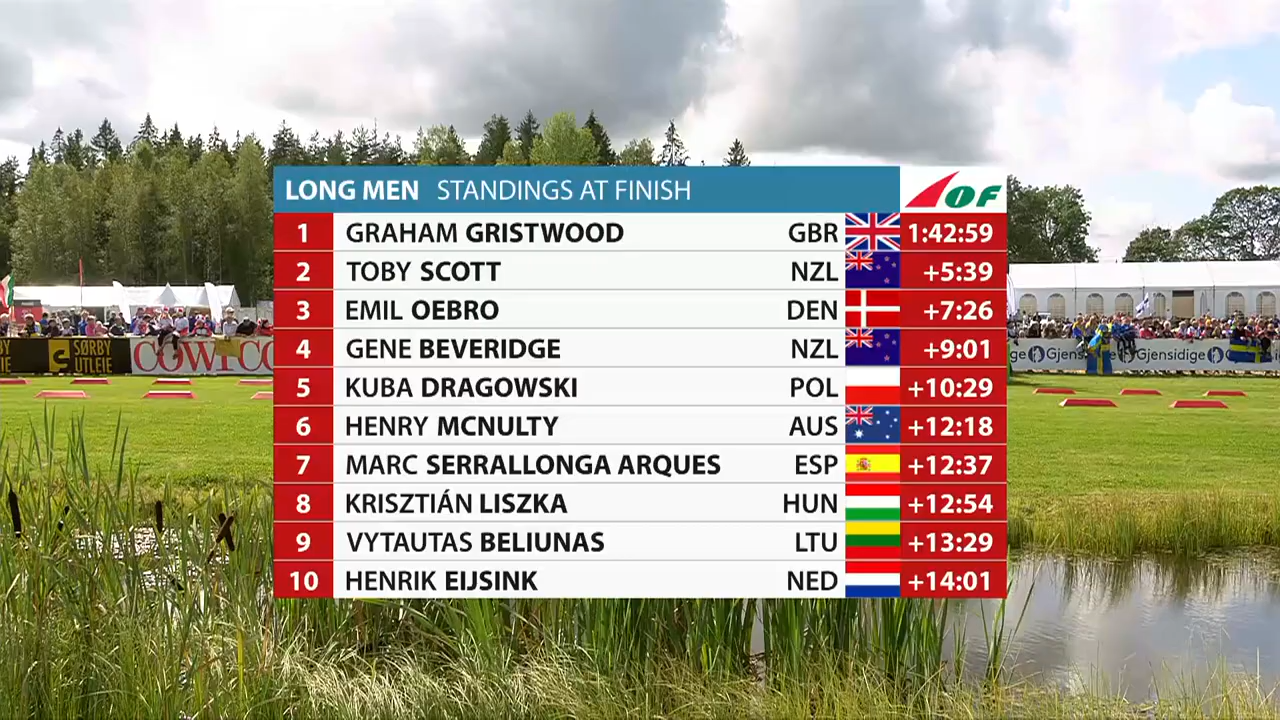 LONG MEN STANDINGS AT FINISH
IOF
1 GRAHAM GRISTWOOD GBR 1:42:59
2 TOBY SCOTT NZL +5:39
3 EMIL OEBRO DEN +7:26
4 GENE BEVERIDGE NZL +9:01
5 KUBA DRAGOWSKI POL +10:29
6 HENRY MCNULTY AUS +12:18
7 MARC SERRALLONGA ARQUES ESP +12:37
8 KRISZTIÁN LISZKA HUN +12:54
9 VYTAUTAS BELIUNAS LTU +13:29
10 HENRIK EIJSINK NED +14:01
SØRBY
UTLEIE
COWI
Gjensidige